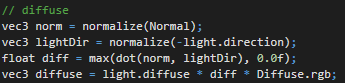 // diffuse
vec3 norm = normalize(Normal);
vec3 lightDir = normalize(-light.direction);
float diff = max(dot(norm, lightDir), 0.0f);
vec3 diffuse = light.diffuse * diff * Diffuse.rgb;